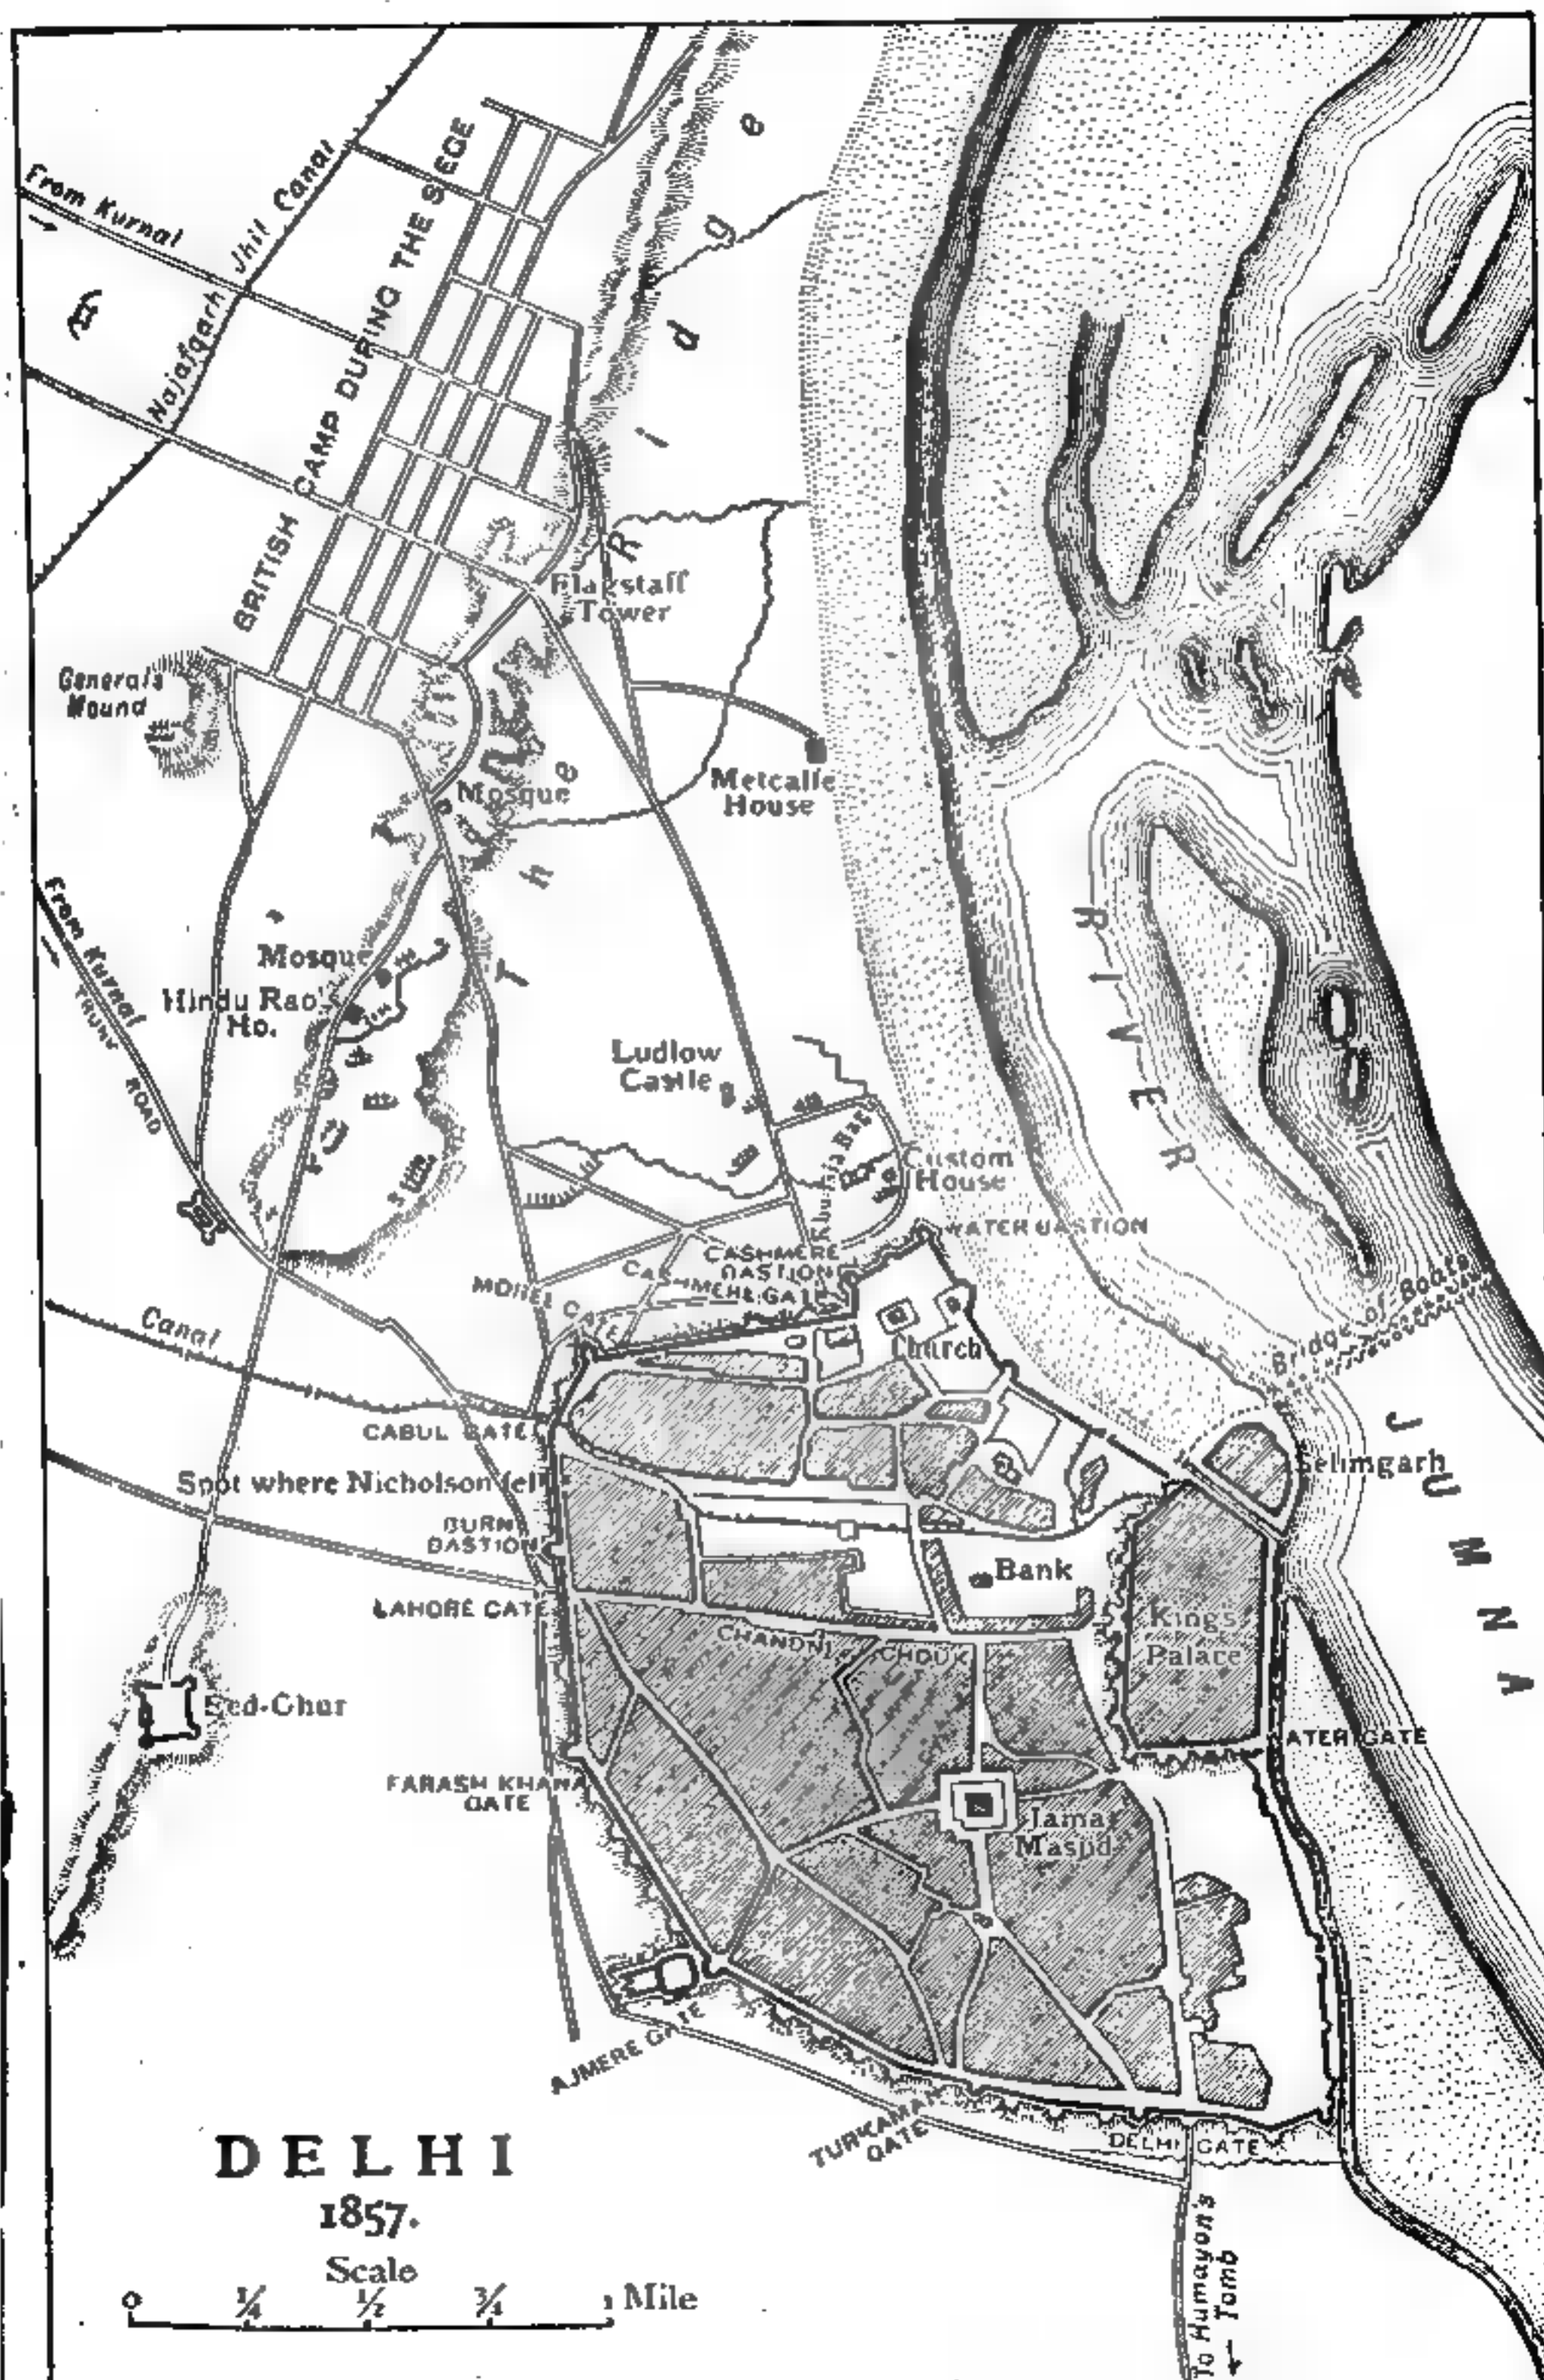 From Kurnal
Najafgarh Jhil Canal
BRITISH CAMP DURING THE SIEGE
The Ridge
Flagstaff
Tower
Generals
Mound
Mosque
Metcalfe
House
From Kurnal
TRUNK ROAD
Mosque
Hindu Rao's
Ho.
Ludlow
Castle
Khudsia Bagh
Custom
House
WATER BASTION
CASHMERE
BASTION
CASHMERE GATE
MOREE GATE
Church
Canal
CABUL GATE
Spot where Nicholson fell
BURN
BASTION
LAHORE GATE
Bridge of Boats
RIVER JUMNA
Selimgarh
Bank
King's
Palace
CHANDNI CHOUK
Eed-Ghur
WATER GATE
FARASH KHANA
GATE
Jama
Masjid
AJMERE GATE
TURKAMAN
GATE
DELHI GATE
To Humayon's
Tomb
DELHI
1857.
Scale
0 1/4 1/2 3/4 1 Mile